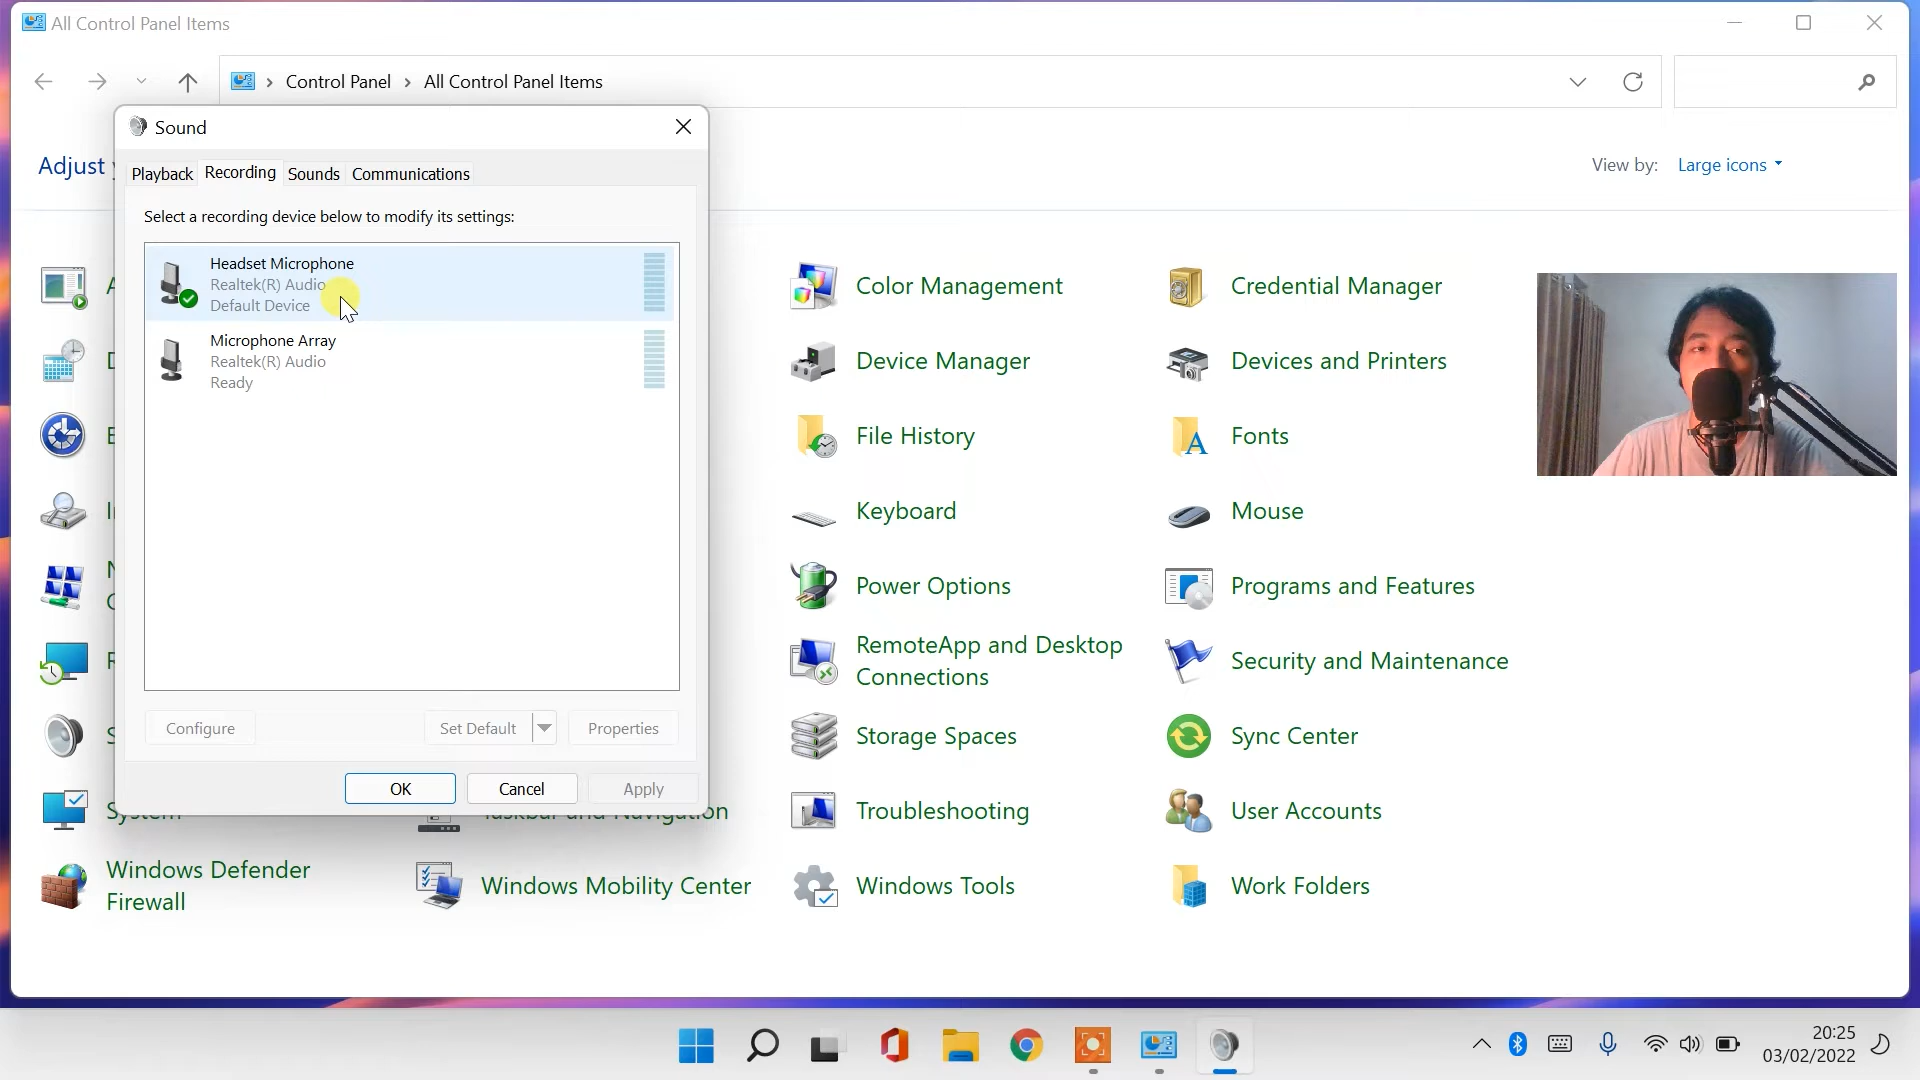 All Control Panel Items
Control Panel > All Control Panel Items
Sound
Adjust
View by: Large icons
Playback Recording Sounds Communications
Select a recording device below to modify its settings:
Headset Microphone
Realtek(R) Audio
Default Device
Microphone Array
Realtek(R) Audio
Ready
Configure Set Default Properties
OK Cancel Apply
Color Management Credential Manager
Device Manager Devices and Printers
File History Fonts
Keyboard Mouse
Power Options Programs and Features
RemoteApp and Desktop
Connections
Security and Maintenance
Storage Spaces Sync Center
System Taskbar and Navigation Troubleshooting User Accounts
Windows Defender
Firewall
Windows Mobility Center Windows Tools Work Folders
20:25
03/02/2022